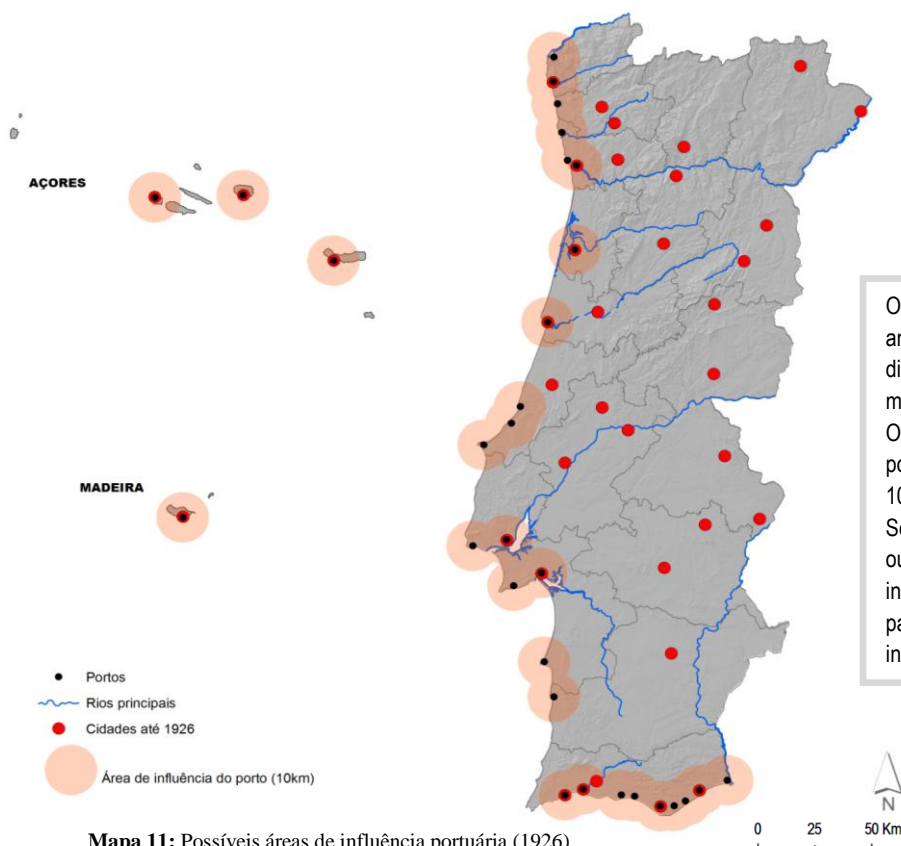 AÇORES
MADEIRA
Portos
Rios principais
Cidades até 1926
Área de influência do porto (10km)
Mapa 11: Possíveis áreas de influência portuária (1926)
N
0 25 50 Km